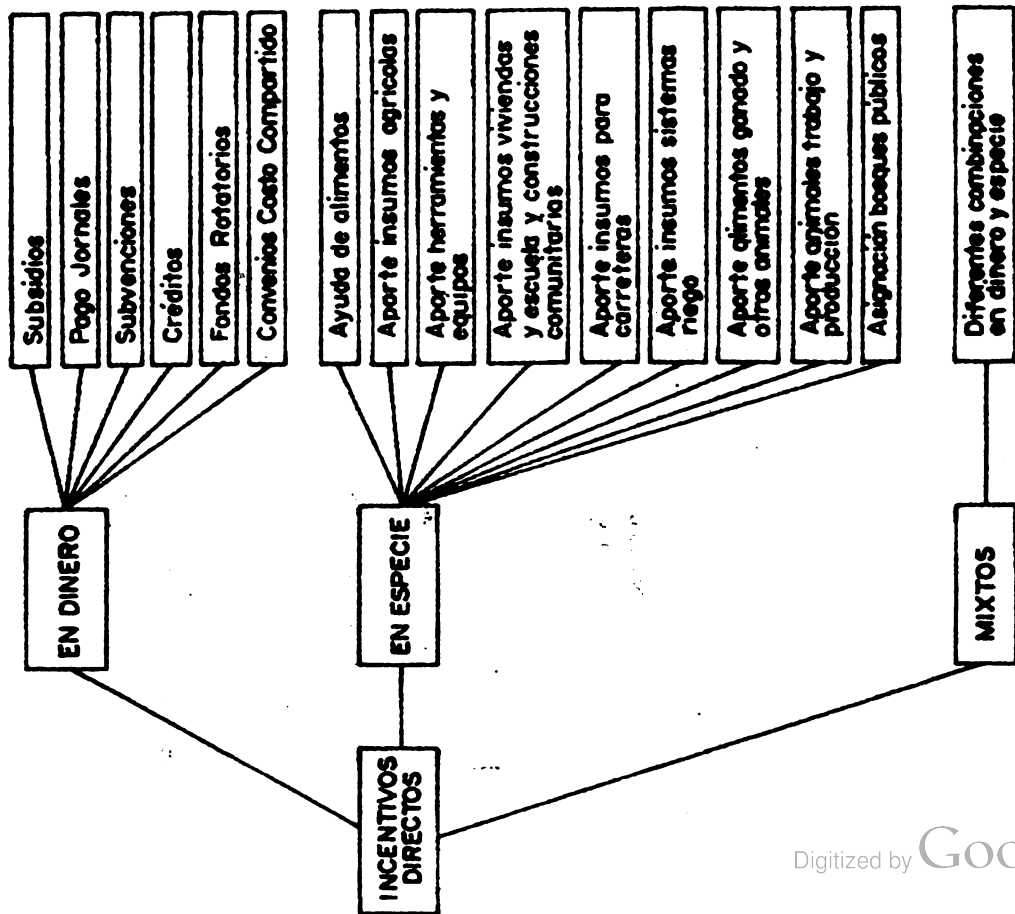 INCENTIVOS
DIRECTOS
EN DINERO
Subsidios
Pago Jornales
Subvenciones
Créditos
Fondos Rotatorios
Convenios Costo Compartido
EN ESPECIE
Ayuda de alimentos
Aporte insumos agrícolas
Aporte herramientas y
equipos
Aporte insumos viviendas
y escuela y construcciones
comunitarias
Aporte insumos para
carreteras
Aporte insumos sistemas
riego
Aporte alimentos ganado y
otros animales
Aporte animales trabajo y
producción
Asignación boques públicos
MIXTOS
Diferentes combinaciones
en dinero y especie
Digitized by Goo